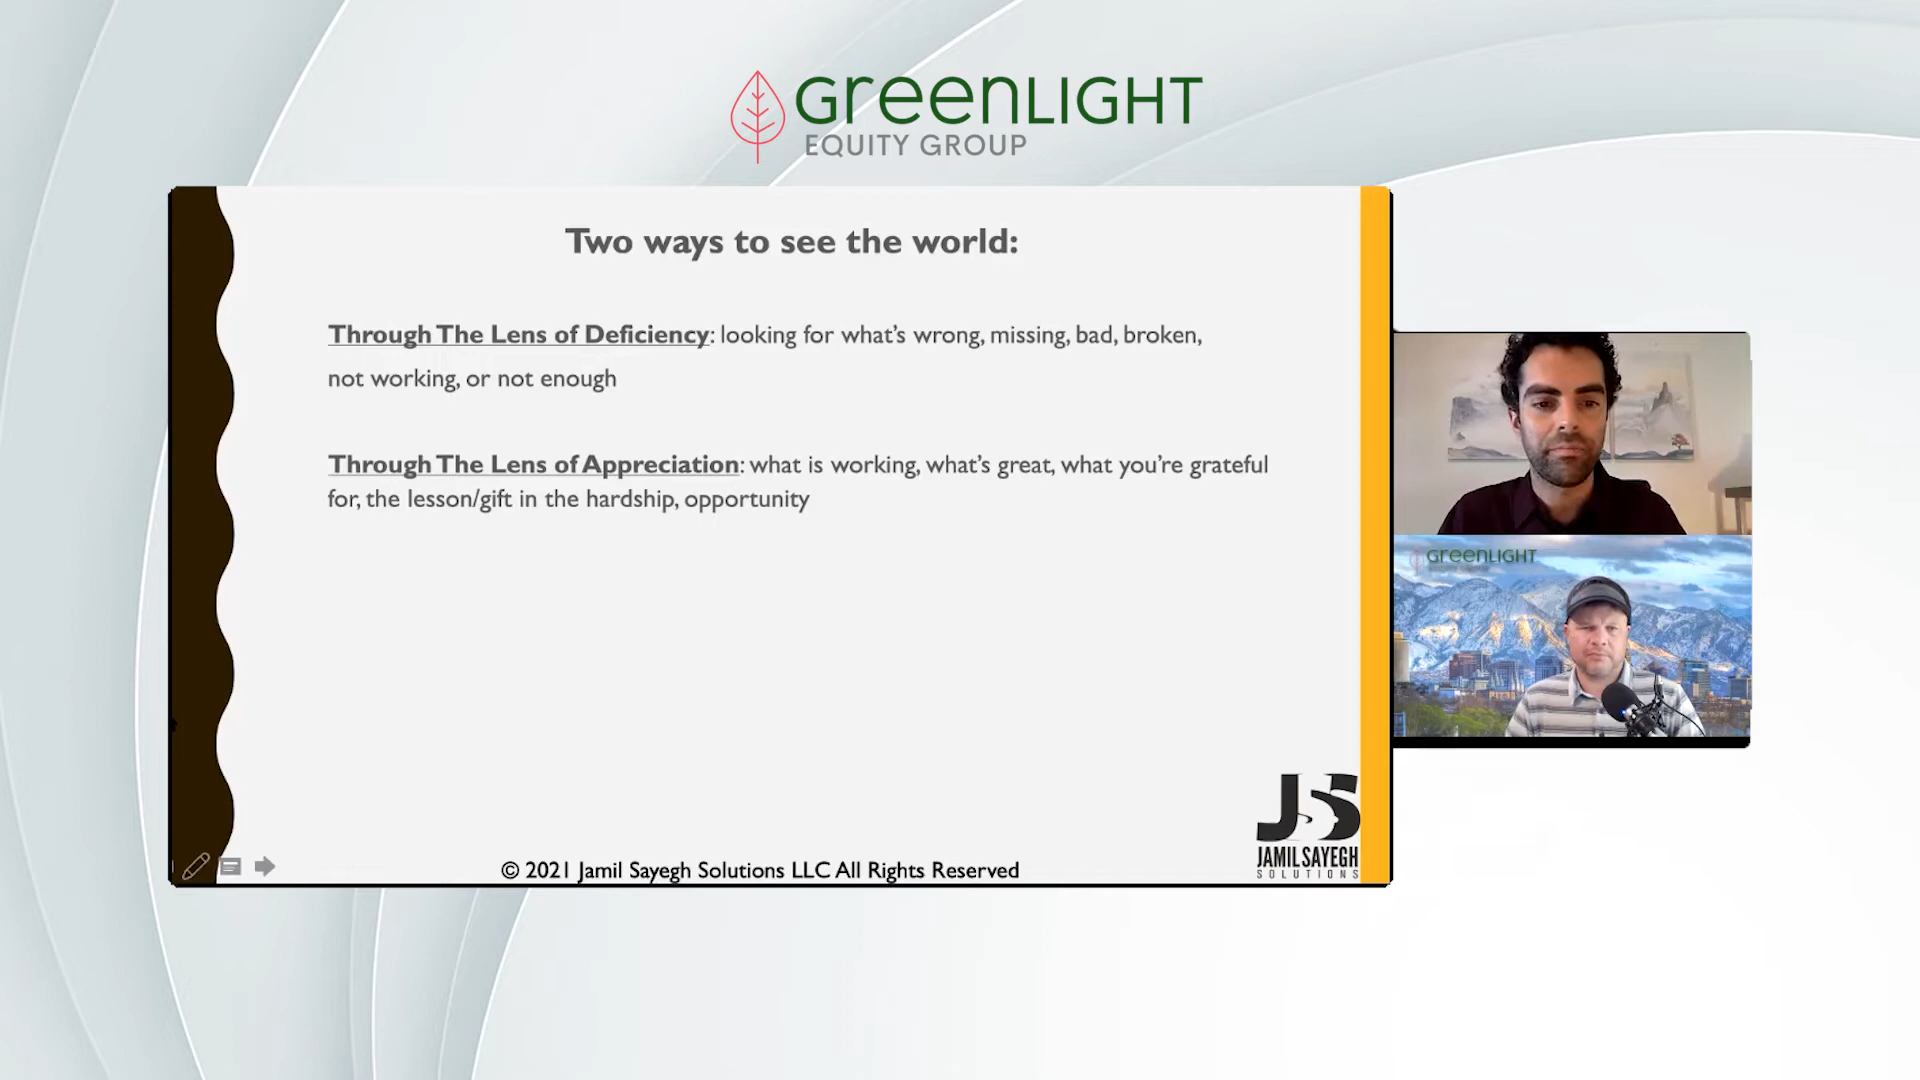 GreenLIGHT
EQUITY GROUP
Two ways to see the world:
Through The Lens of Deficiency: looking for what's wrong, missing, bad, broken,
not working, or not enough
Through The Lens of Appreciation: what is working, what's great, what you're grateful
for, the lesson/gift in the hardship, opportunity
GreenLIGHT
JS
JAMIL SAYEGH
SOLUTIONS
© 2021 Jamil Sayegh Solutions LLC All Rights Reserved